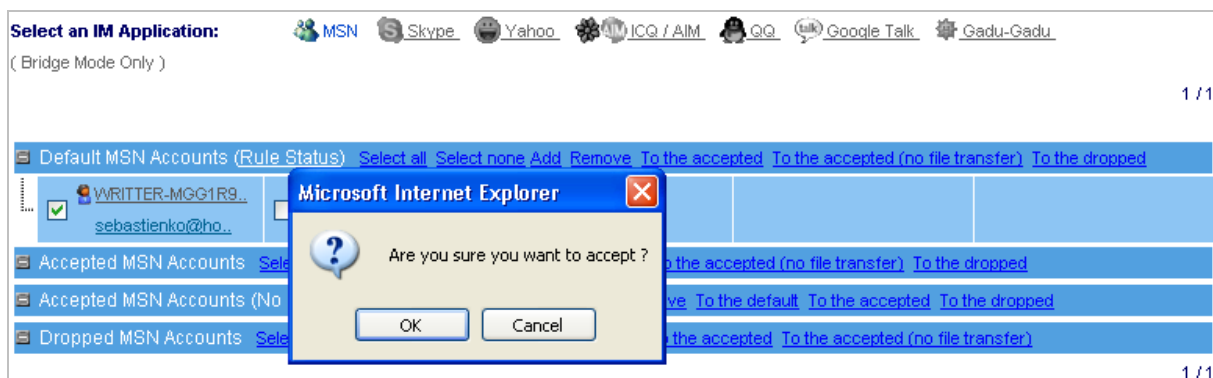 Select an IM Application: MSN Skype Yahoo ICQ / AIM QQ Google Talk Gadu-Gadu
( Bridge Mode Only )
1 / 1
Default MSN Accounts (Rule Status) Select all Select none Add Remove To the accepted To the accepted (no file transfer) To the dropped
WRITTER-MGG1R9..
sebastienko@ho..
Microsoft Internet Explorer
Are you sure you want to accept ?
OK Cancel
Accepted MSN Accounts Sele o the accepted (no file transfer) To the dropped
Accepted MSN Accounts (No ve To the default To the accepted To the dropped
Dropped MSN Accounts Sele o the accepted To the accepted (no file transfer)
1 / 1